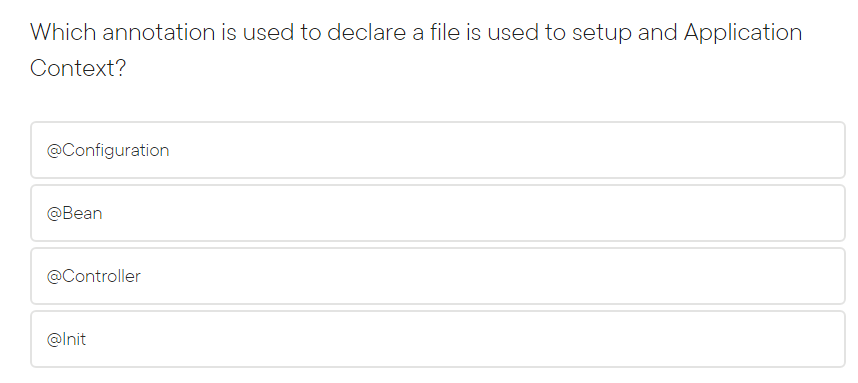 Which annotation is used to declare a file is used to setup and Application
Context?
@Configuration
@Bean
@Controller
@Init